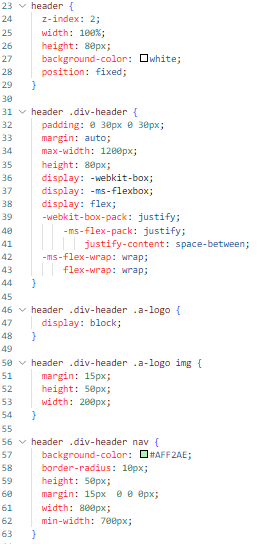 23 header {
24 z-index: 2;
25 width: 100%;
26 height: 80px;
27 background-color: white;
28 position: fixed;
29 }
30
31 header .div-header {
32 padding: 0 30px 0 30px;
33 margin: auto;
34 max-width: 1200px;
35 height: 80px;
36 display: -webkit-box;
37 display: -ms-flexbox;
38 display: flex;
39 -webkit-box-pack: justify;
40 -ms-flex-pack: justify;
41 justify-content: space-between;
42 -ms-flex-wrap: wrap;
43 flex-wrap: wrap;
44 }
45
46 header .div-header .a-logo {
47 display: block;
48 }
49
50 header .div-header .a-logo img {
51 margin: 15px;
52 height: 50px;
53 width: 200px;
54 }
55
56 header .div-header nav {
57 background-color: #AFF2AE;
58 border-radius: 10px;
59 height: 50px;
60 margin: 15px  0 0 0px;
61 width: 800px;
62 min-width: 700px;
63 }